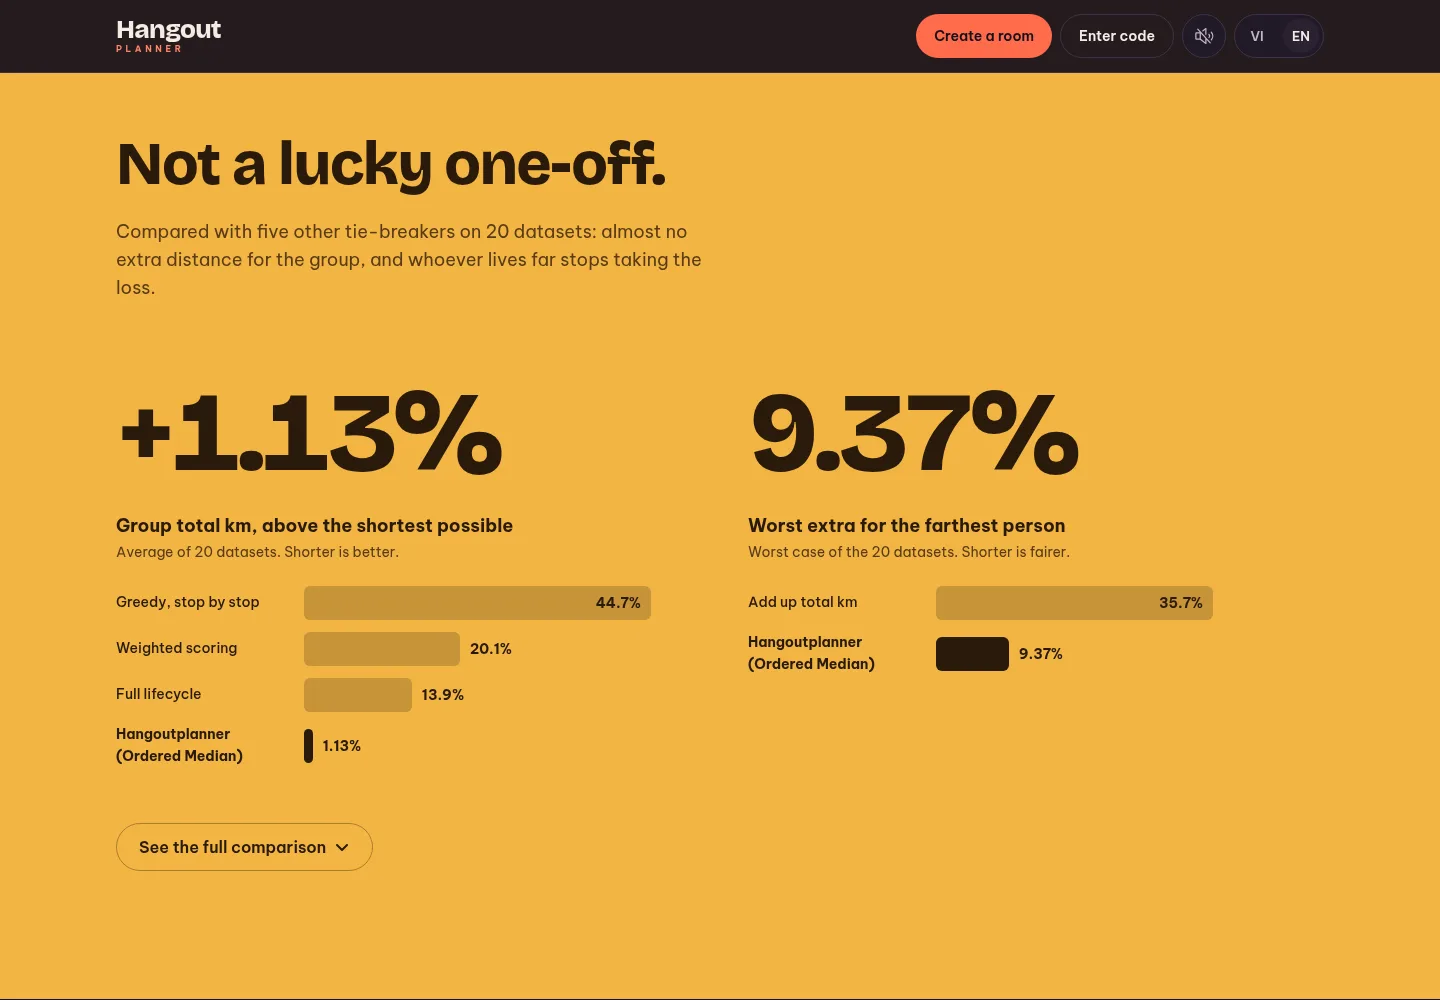 Hangout
PLANNER
Create a room
Enter code
VI
EN
Not a lucky one-off.
Compared with five other tie-breakers on 20 datasets: almost no
extra distance for the group, and whoever lives far stops taking the
loss.
+1.13%
Group total km, above the shortest possible
Average of 20 datasets. Shorter is better.
Greedy, stop by stop
44.7%
Weighted scoring
20.1%
Full lifecycle
13.9%
Hangoutplanner
(Ordered Median)
1.13%
9.37%
Worst extra for the farthest person
Worst case of the 20 datasets. Shorter is fairer.
Add up total km
35.7%
Hangoutplanner
(Ordered Median)
9.37%
See the full comparison